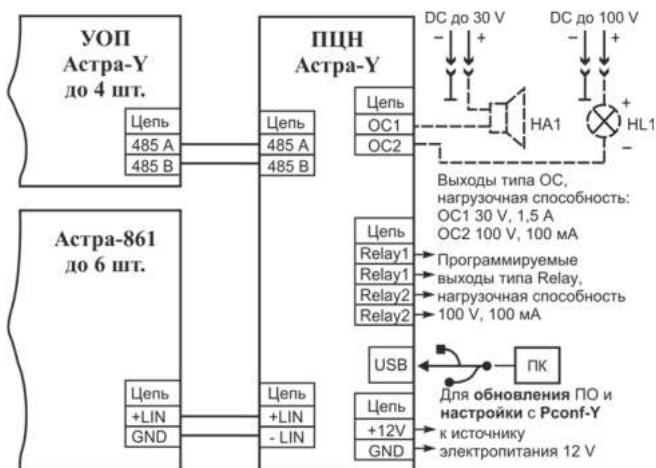 УОП
Астра-Y
до 4 шт.
Цепь
485 A
485 B
ПЦН
Астра-Y
Цепь
485 A
485 B
Цепь
OC1
OC2
DC до 30 V
– +
HA1
DC до 100 V
– +
+
HL1
–
Выходы типа ОС,
нагрузочная способность:
ОС1 30 V, 1,5 А
ОС2 100 V, 100 мА
Астра-861
до 6 шт.
Цепь
Relay1
Relay1
Relay2
Relay2
Программируемые
выходы типа Relay,
нагрузочная способность
100 V, 100 мА
USB
ПК
Для обновления ПО и
настройки с Pconf-Y
Цепь
+LIN
GND
Цепь
+LIN
- LIN
Цепь
+12V
GND
к источнику
электропитания 12 V